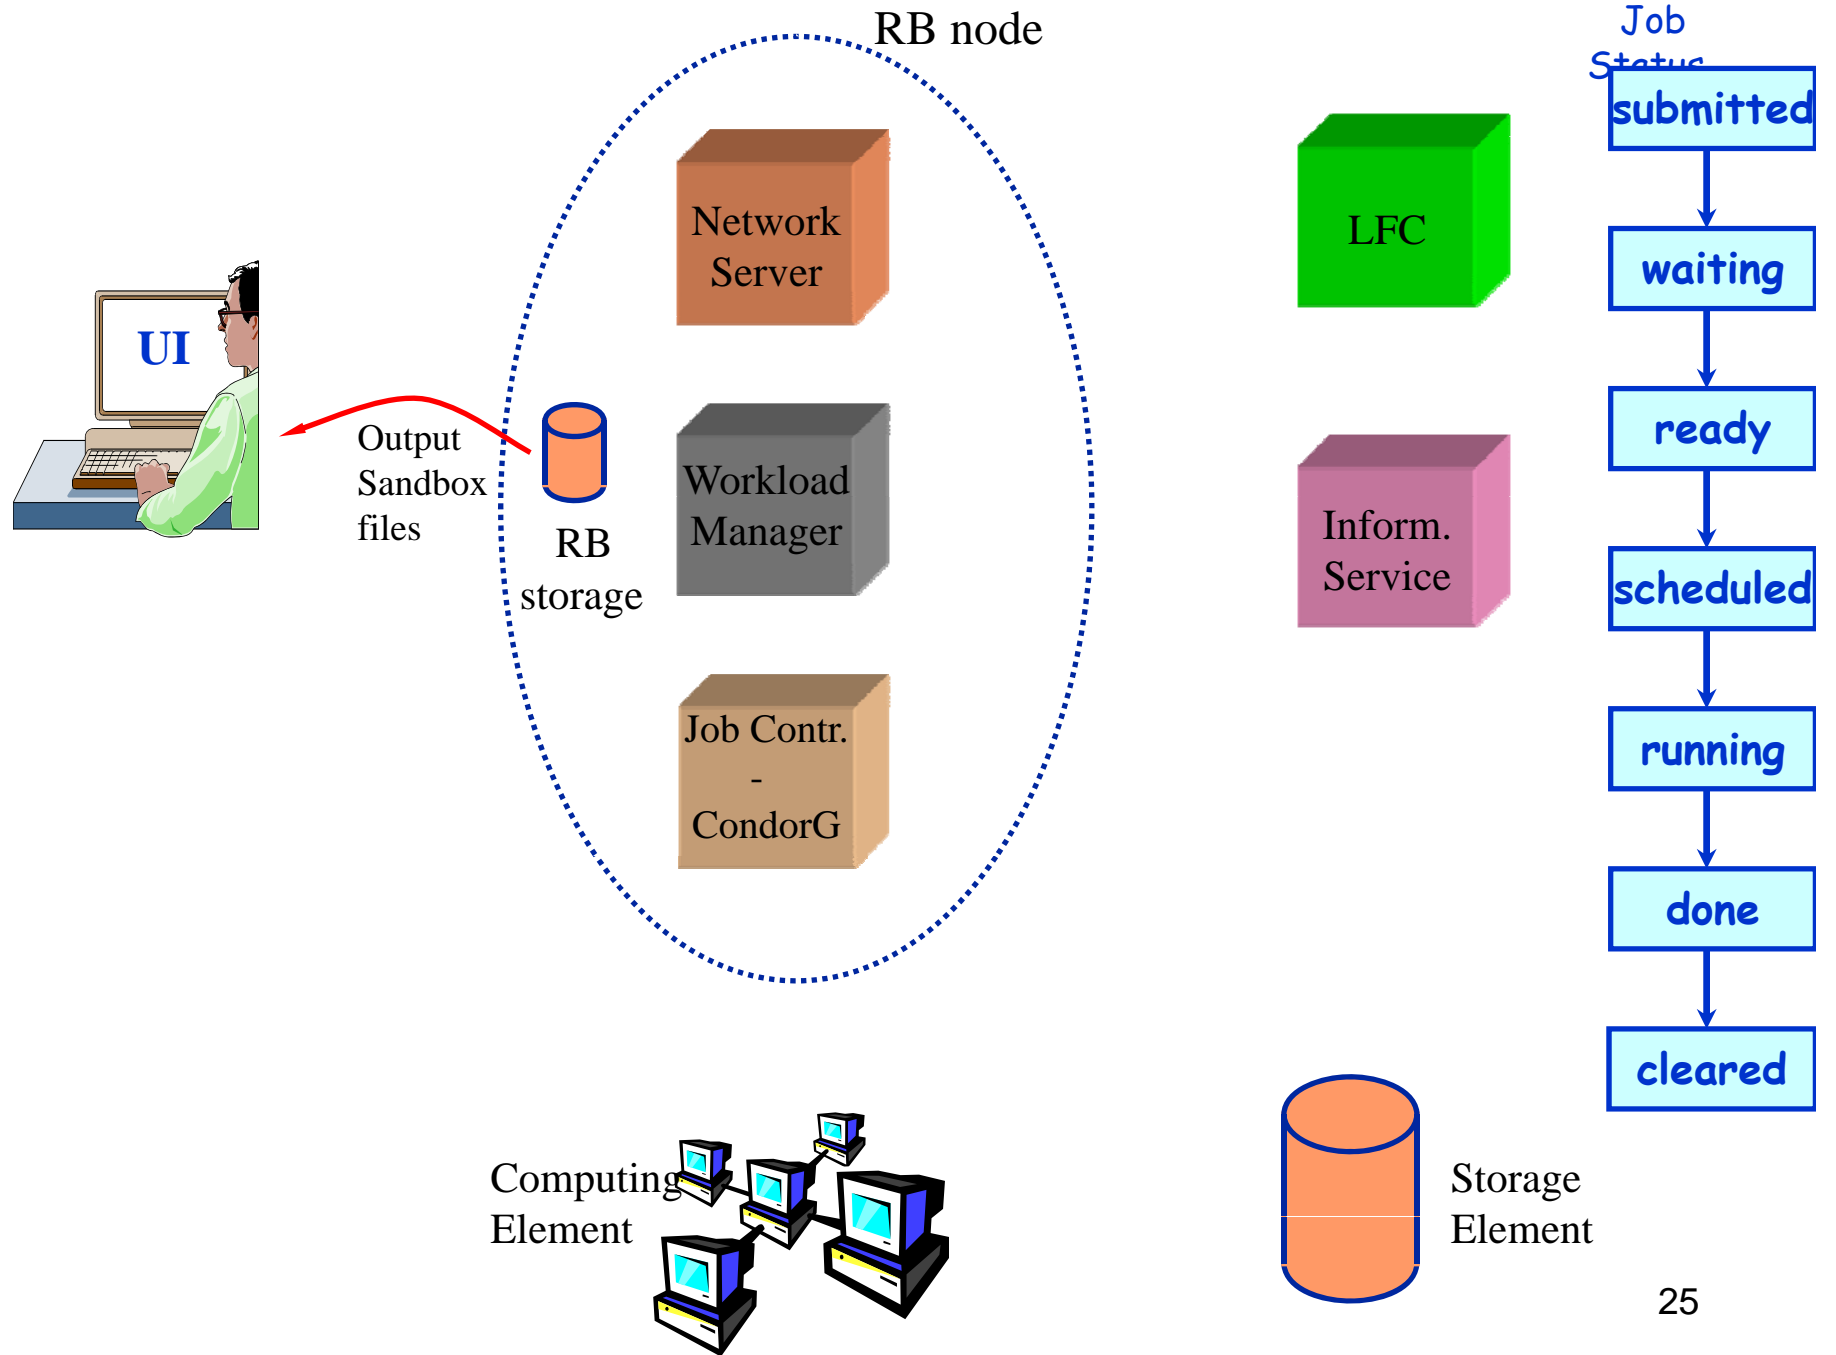 RB node
Job
Status
submitted
Network
Server
LFC
waiting
UI
ready
Output
Sandbox
files
RB
storage
Workload
Manager
Inform.
Service
scheduled
Job Contr.
-
CondorG
running
done
cleared
Computing
Element
Storage
Element
25